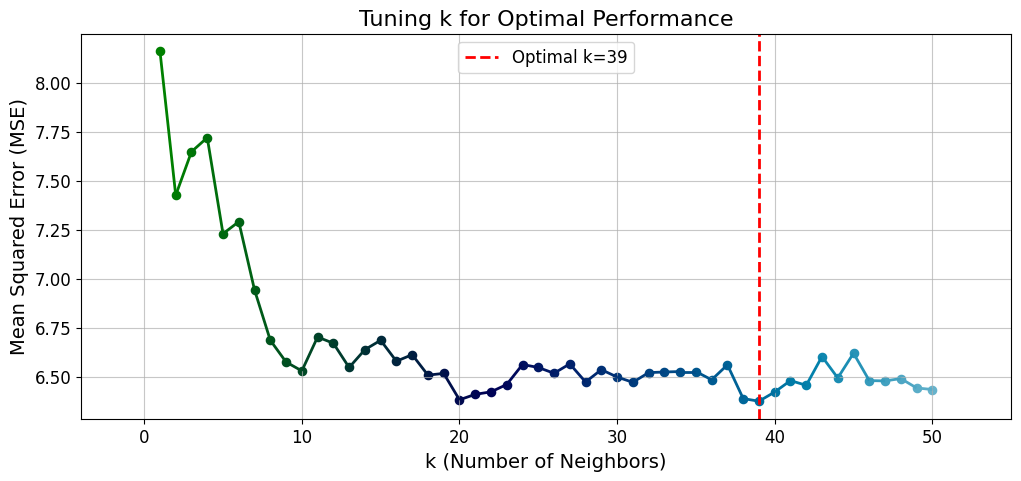 Tuning k for Optimal Performance
Optimal k=39
Mean Squared Error (MSE)
8.00
7.75
7.50
7.25
7.00
6.75
6.50
0 10 20 30 40 50
k (Number of Neighbors)